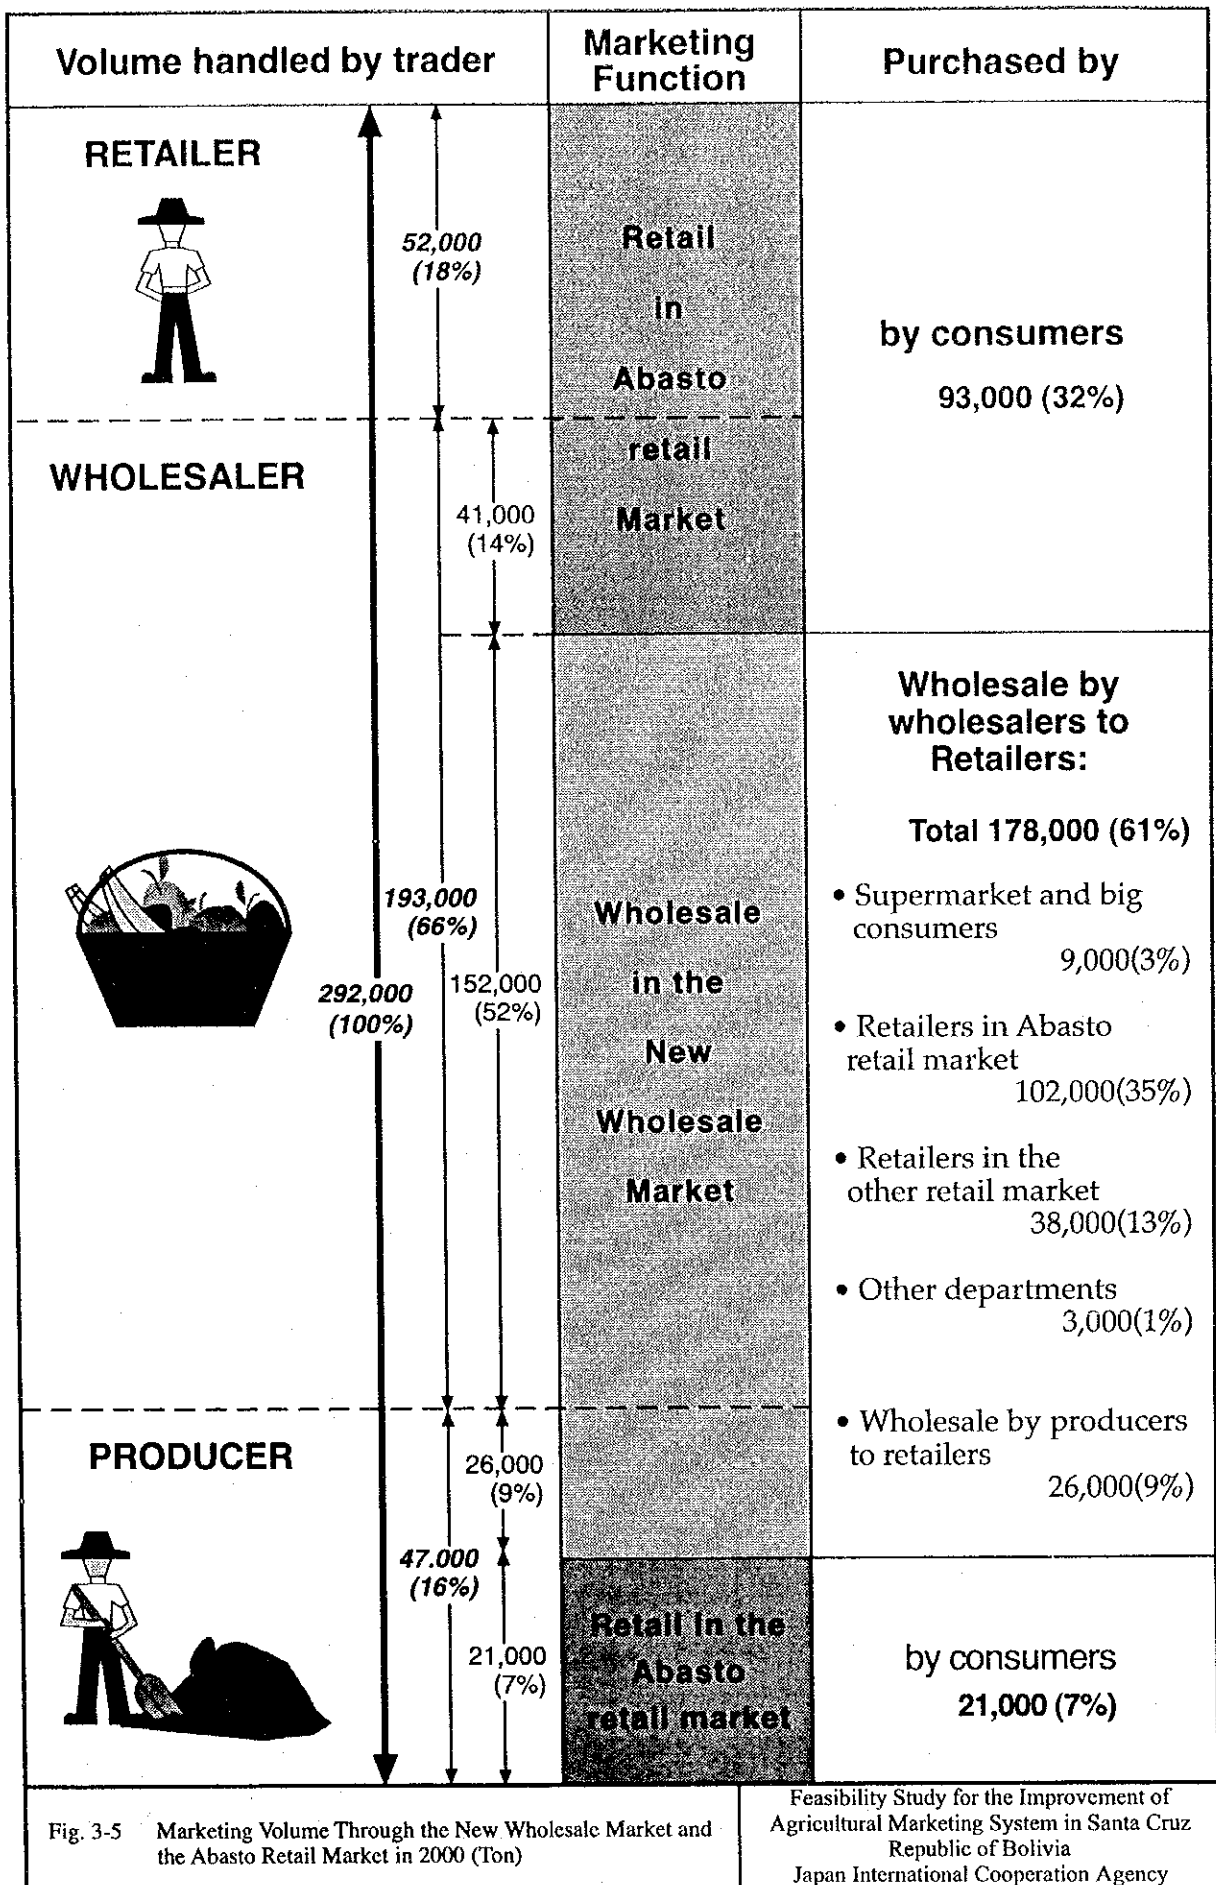 Volume handled by trader
Marketing
Function
Purchased by
RETAILER
52,000
(18%)
Retail
in
Abasto
retail
Market
by consumers
93,000 (32%)
WHOLESALER
41,000
(14%)
193,000
(66%)
292,000
(100%)
152,000
(52%)
Wholesale
in the
New
Wholesale
Market
Wholesale by
wholesalers to
Retailers:
Total 178,000 (61%)
• Supermarket and big
consumers
9,000(3%)
• Retailers in Abasto
retail market
102,000(35%)
• Retailers in the
other retail market
38,000(13%)
• Other departments
3,000(1%)
• Wholesale by producers
to retailers
26,000(9%)
PRODUCER
26,000
(9%)
47.000
(16%)
21,000
(7%)
Retail in the
Abasto
retail market
by consumers
21,000 (7%)
Fig. 3-5 Marketing Volume Through the New Wholesale Market and
the Abasto Retail Market in 2000 (Ton)
Feasibility Study for the Improvement of
Agricultural Marketing System in Santa Cruz
Republic of Bolivia
Japan International Cooperation Agency